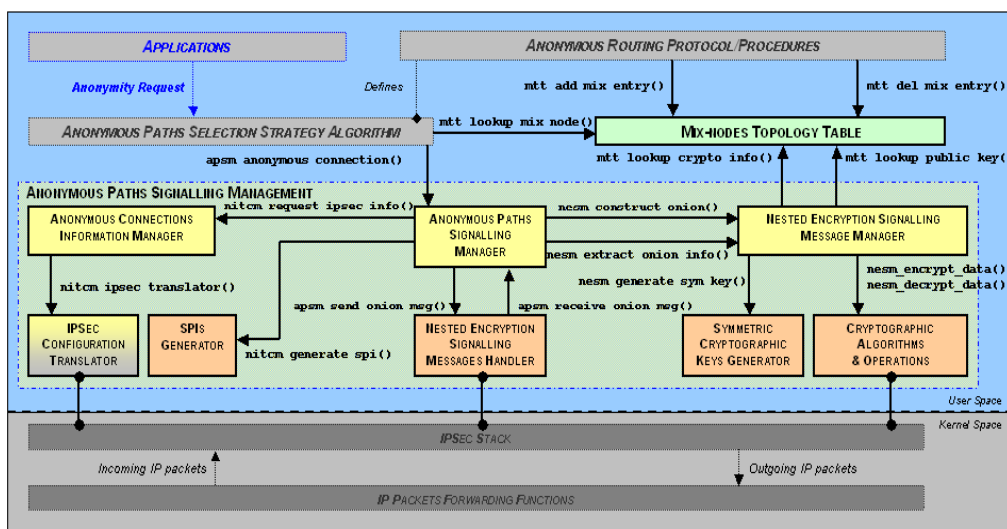 APPLICATIONS
ANONYMOUS ROUTING PROTOCOL/PROCEDURES
Anonymity Request
Defines
mtt add mix entry()
mtt del mix entry()
ANONYMOUS PATHS SELECTION STRATEGY ALGORITHM
mtt lookup mix node()
MIX-NODES TOPOLOGY TABLE
apsm anonymous connection()
mtt lookup crypto info()
mtt lookup public key()
ANONYMOUS PATHS SIGNALLING MANAGEMENT
nitcm request ipsec info()
ANONYMOUS CONNECTIONS
INFORMATION MANAGER
ANONYMOUS PATHS
SIGNALLING
MANAGER
nesm construct onion()
NESTED ENCRYPTION SIGNALLING
MESSAGE MANAGER
nesm extract onion info()
nesm generate sym key()
nesm_encrypt_data()
nesm_decrypt_data()
nitcm ipsec translator()
apsm send onion msg()
apsm receive onion msg()
IPSEC
CONFIGURATION
TRANSLATOR
SPIS
GENERATOR
nitcm generate spi()
NESTED ENCRYPTION
SIGNALLING
MESSAGES HANDLER
SYMMETRIC
CRYPTOGRAPHIC
KEYS GENERATOR
CRYPTOGRAPHIC
ALGORITHMS
& OPERATIONS
User Space
Kernel Space
IPSEC STACK
Incoming IP packets
Outgoing IP packets
IP PACKETS FORWARDING FUNCTIONS